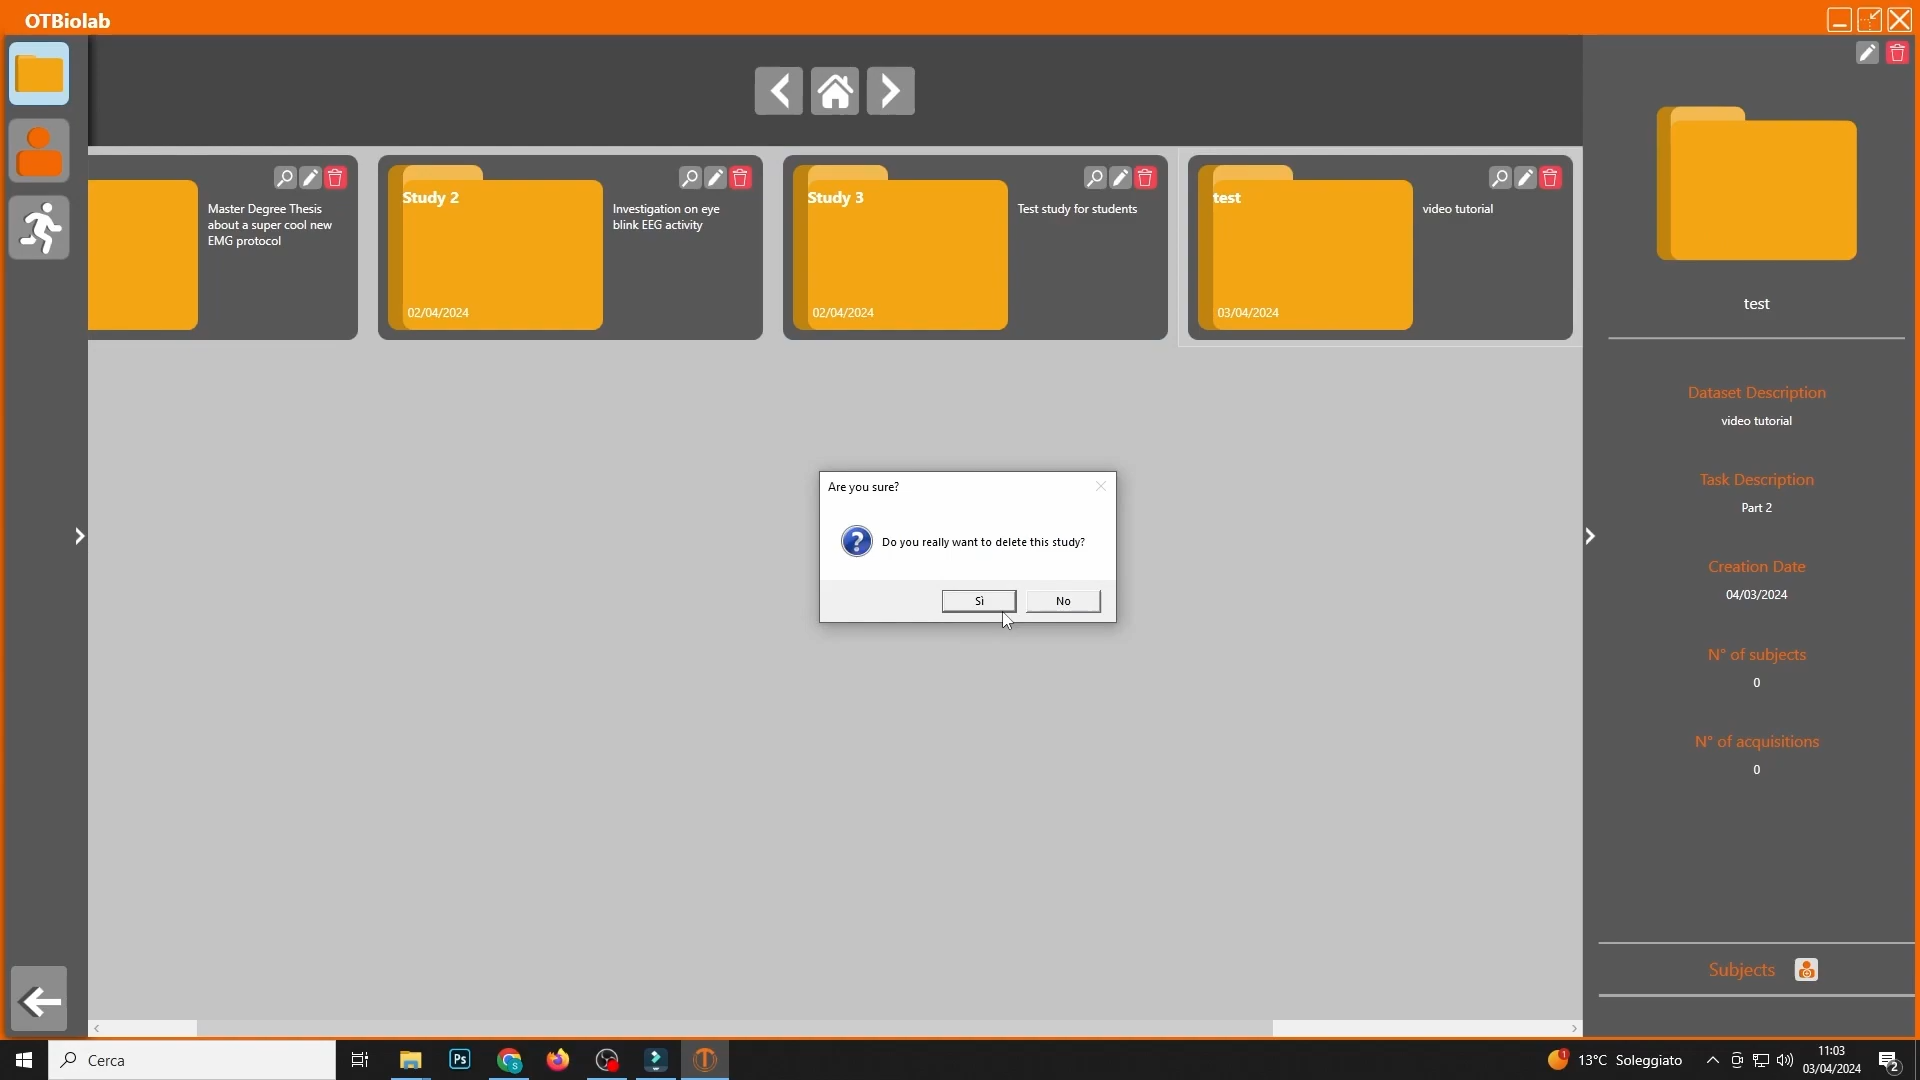 OTBiolab
Master Degree Thesis
about a super cool new
EMG protocol
Study 2
Investigation on eye
blink EEG activity
02/04/2024
Study 3
Test study for students
02/04/2024
test
video tutorial
03/04/2024
test
Dataset Description
video tutorial
Task Description
Part 2
Creation Date
04/03/2024
N° of subjects
0
N° of acquisitions
0
Subjects
Are you sure?
Do you really want to delete this study?
Sì
No
Cerca
Ps
S
1
13°C Soleggiato
11:03
03/04/2024
2